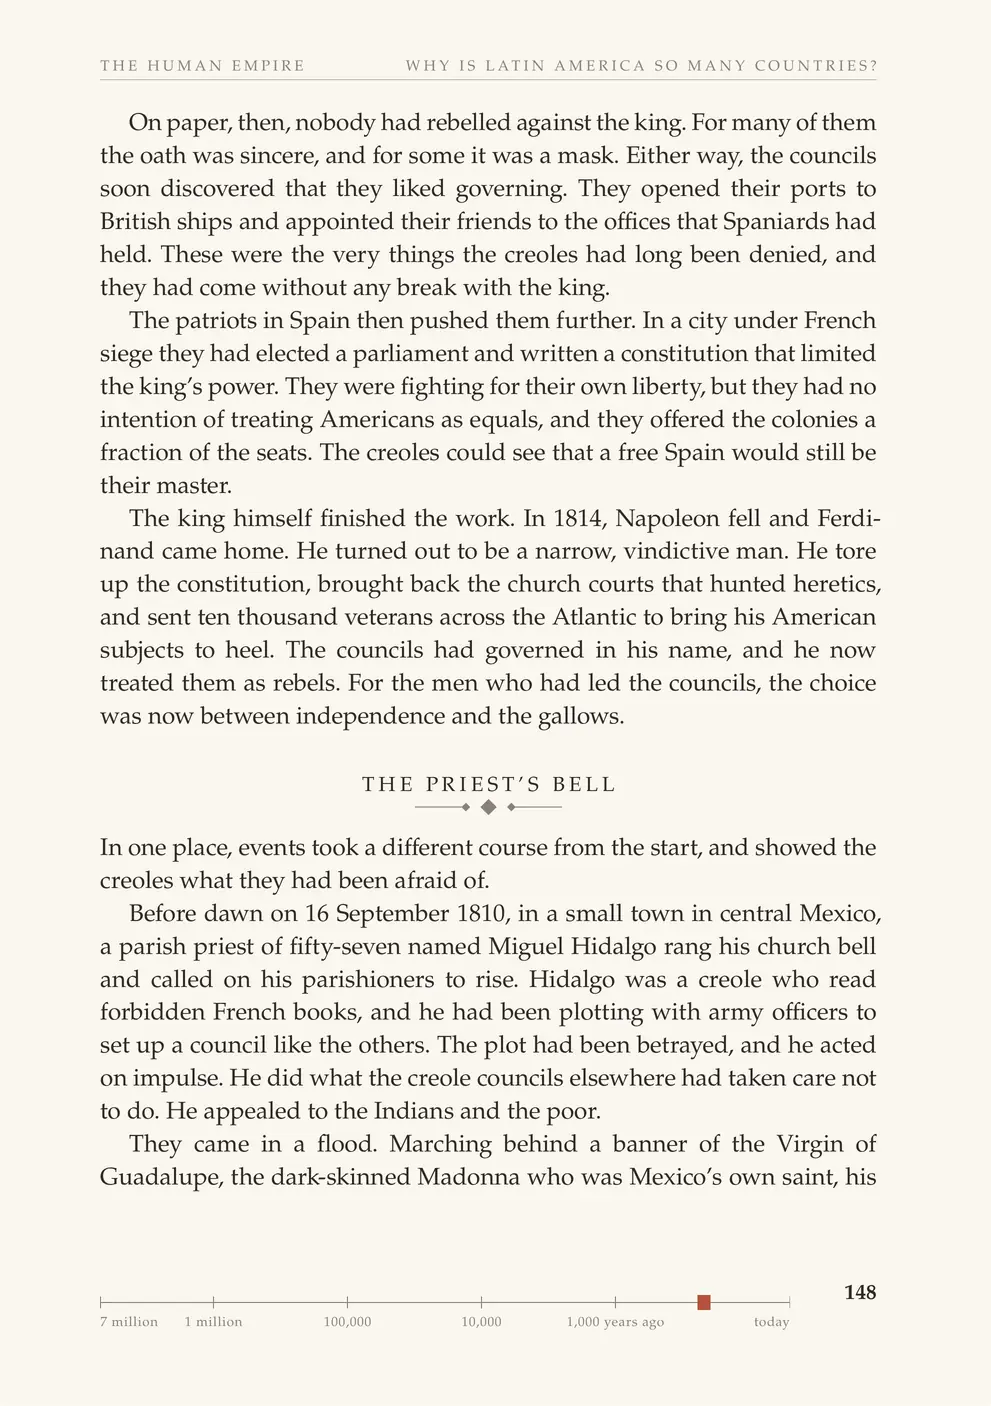 THE HUMAN EMPIRE
WHY IS LATIN AMERICA SO MANY COUNTRIES?
On paper, then, nobody had rebelled against the king. For many of them
the oath was sincere, and for some it was a mask. Either way, the councils
soon discovered that they liked governing. They opened their ports to
British ships and appointed their friends to the offices that Spaniards had
held. These were the very things the creoles had long been denied, and
they had come without any break with the king.
The patriots in Spain then pushed them further. In a city under French
siege they had elected a parliament and written a constitution that limited
the king’s power. They were fighting for their own liberty, but they had no
intention of treating Americans as equals, and they offered the colonies a
fraction of the seats. The creoles could see that a free Spain would still be
their master.
The king himself finished the work. In 1814, Napoleon fell and Ferdi-
nand came home. He turned out to be a narrow, vindictive man. He tore
up the constitution, brought back the church courts that hunted heretics,
and sent ten thousand veterans across the Atlantic to bring his American
subjects to heel. The councils had governed in his name, and he now
treated them as rebels. For the men who had led the councils, the choice
was now between independence and the gallows.
THE PRIEST’S BELL
In one place, events took a different course from the start, and showed the
creoles what they had been afraid of.
Before dawn on 16 September 1810, in a small town in central Mexico,
a parish priest of fifty-seven named Miguel Hidalgo rang his church bell
and called on his parishioners to rise. Hidalgo was a creole who read
forbidden French books, and he had been plotting with army officers to
set up a council like the others. The plot had been betrayed, and he acted
on impulse. He did what the creole councils elsewhere had taken care not
to do. He appealed to the Indians and the poor.
They came in a flood. Marching behind a banner of the Virgin of
Guadalupe, the dark-skinned Madonna who was Mexico’s own saint, his
148
7 million 1 million 100,000 10,000 1,000 years ago today